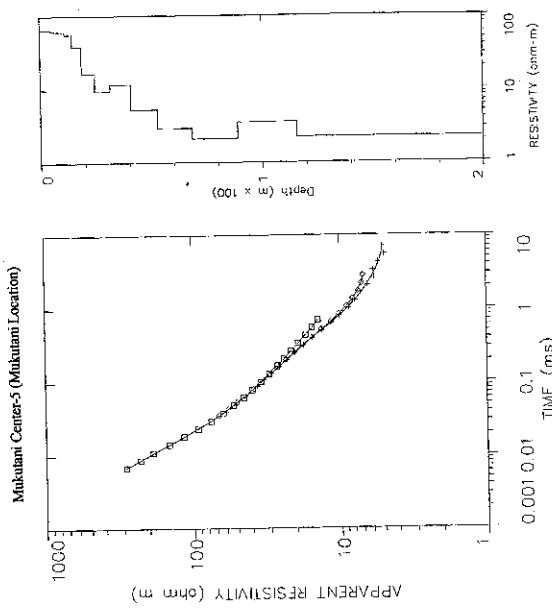 Mukutani Center-5 (Mukutani Location)
APPARENT RESISTIVITY (ohm m)
1000
100
10
1
0.001 0.01 0.1 1 10
TIME (ms)
Depth (m × 100)
0
1
2
1 10 100
RESISTIVITY (ohm-m)